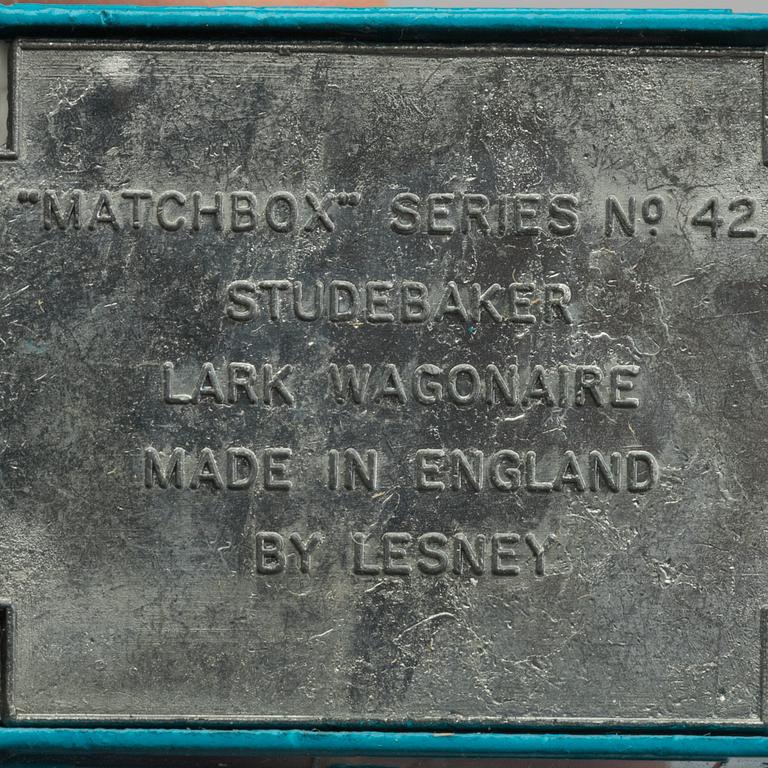 "MATCHBOX" SERIES Nº 42
STUDEBAKER
LARK WAGONAIRE
MADE IN ENGLAND
BY LESNEY